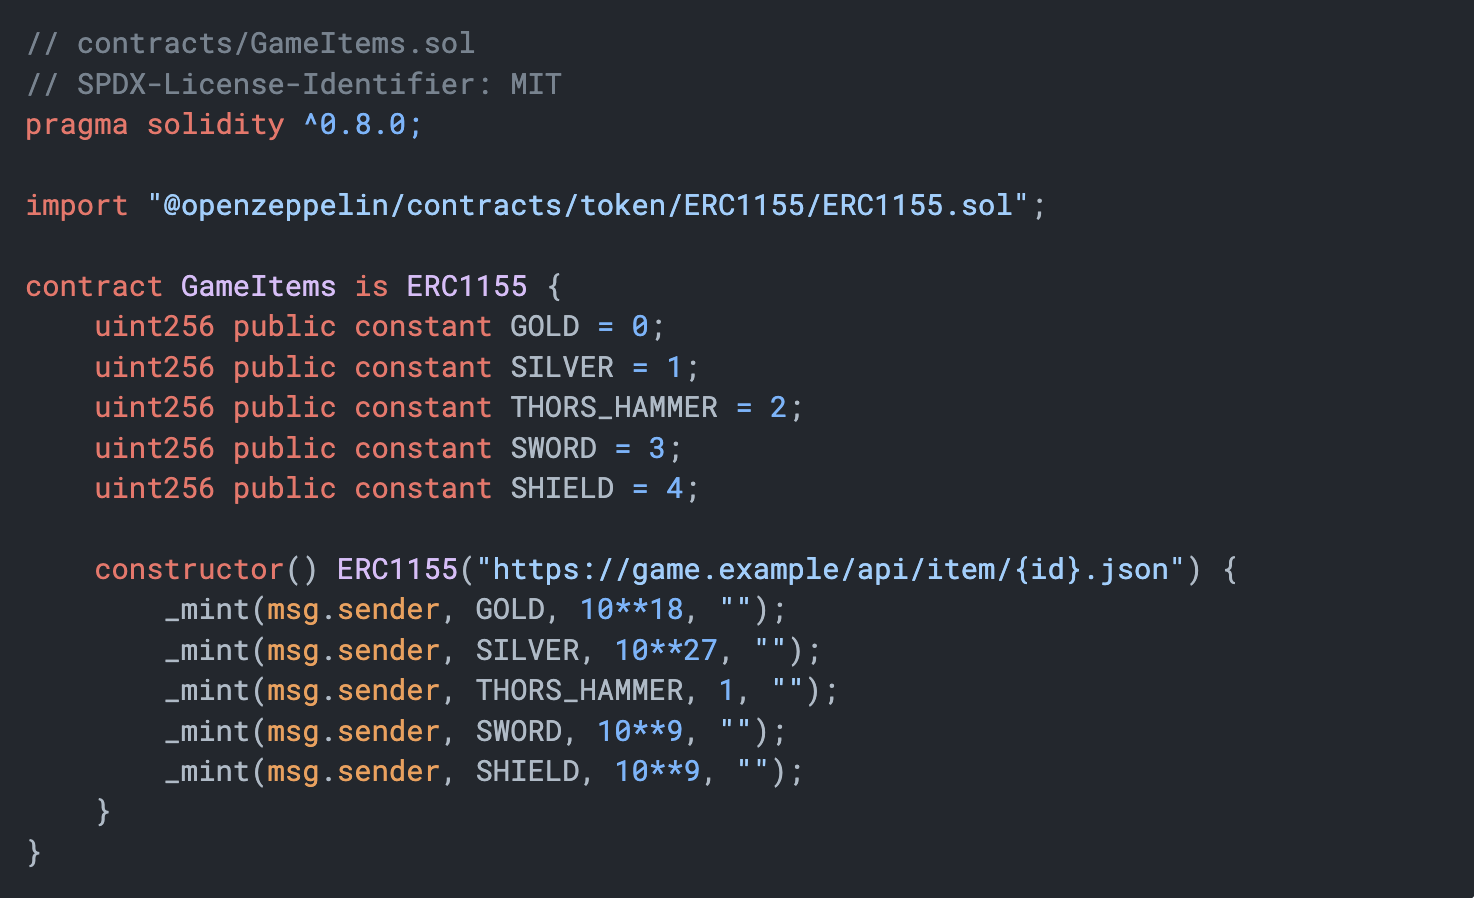 // contracts/GameItems.sol
// SPDX-License-Identifier: MIT
pragma solidity ^0.8.0;

import "@openzeppelin/contracts/token/ERC1155/ERC1155.sol";

contract GameItems is ERC1155 {
    uint256 public constant GOLD = 0;
    uint256 public constant SILVER = 1;
    uint256 public constant THORS_HAMMER = 2;
    uint256 public constant SWORD = 3;
    uint256 public constant SHIELD = 4;

    constructor() ERC1155("https://game.example/api/item/{id}.json") {
        _mint(msg.sender, GOLD, 10**18, "");
        _mint(msg.sender, SILVER, 10**27, "");
        _mint(msg.sender, THORS_HAMMER, 1, "");
        _mint(msg.sender, SWORD, 10**9, "");
        _mint(msg.sender, SHIELD, 10**9, "");
    }
}